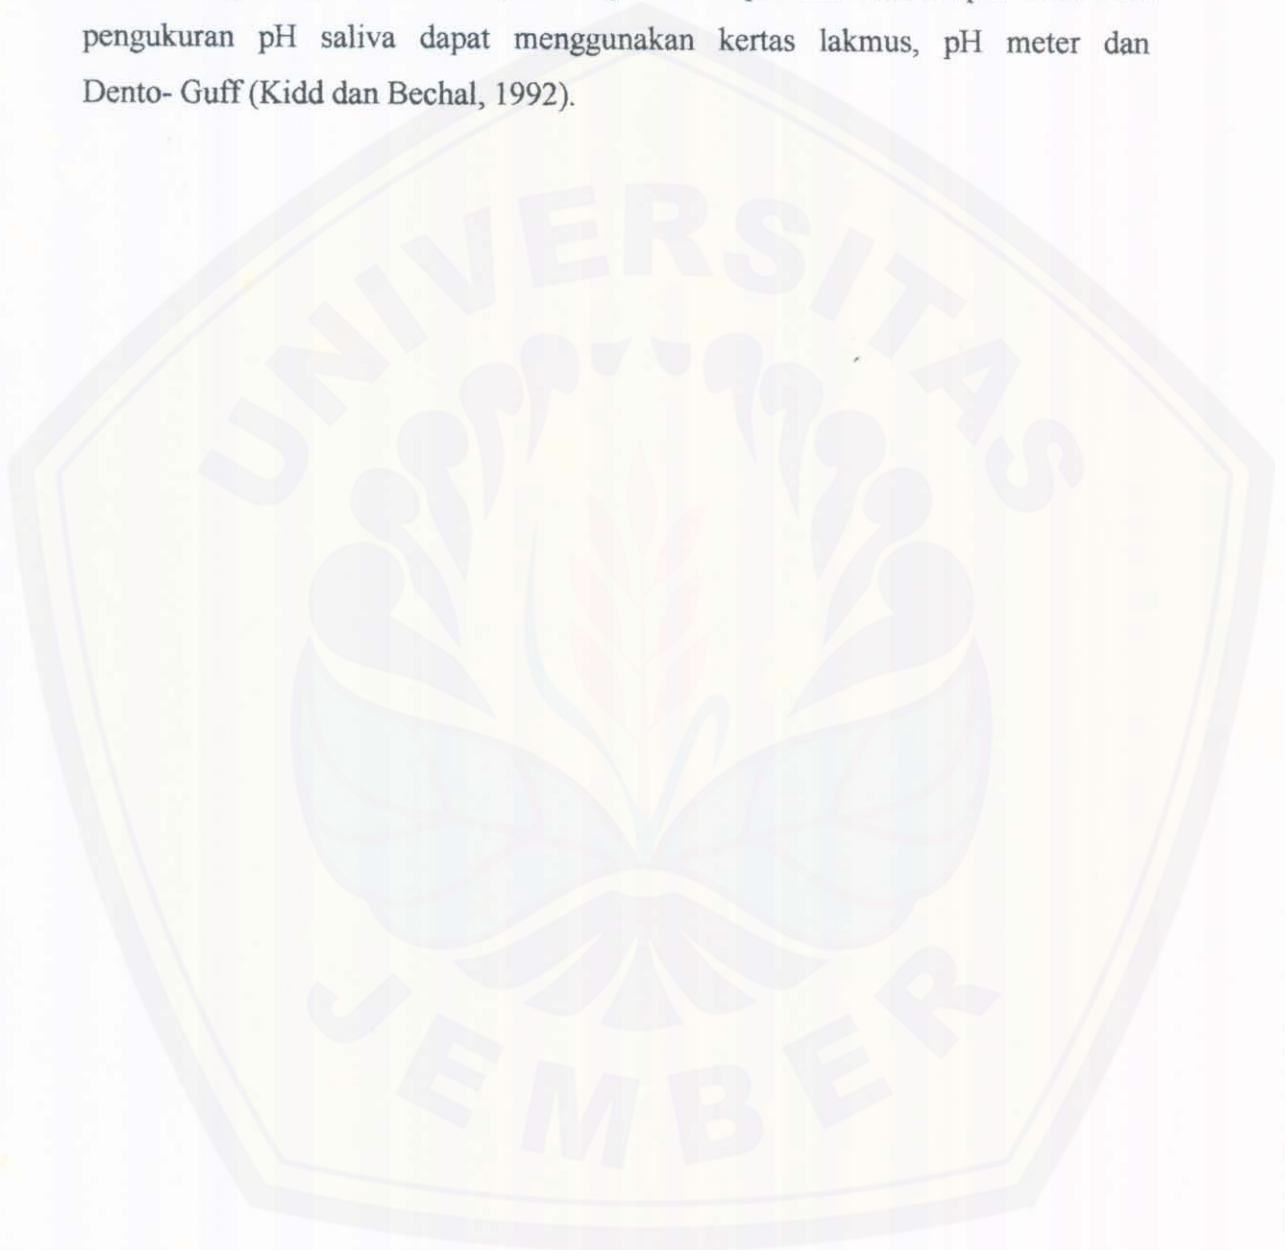 pengukuran pH saliva dapat menggunakan kertas lakmus, pH meter dan
Dento- Guff (Kidd dan Bechal, 1992).
UNIVERSITAS
JEMBER